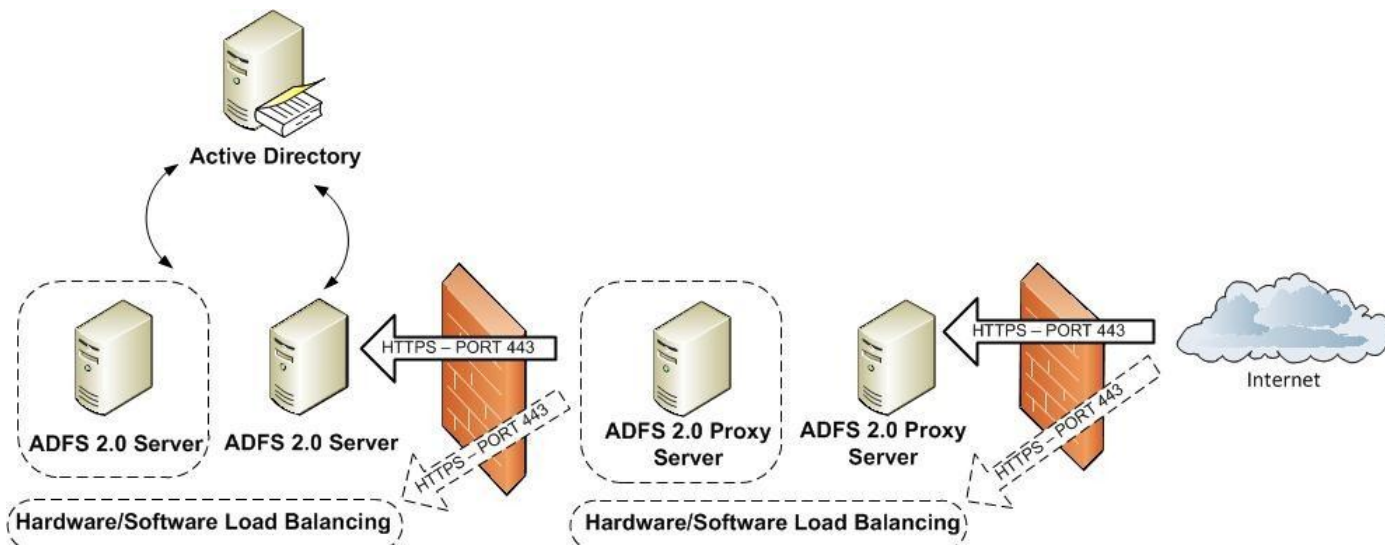 Active Directory
HTTPS – PORT 443
HTTPS – PORT 443
Internet
ADFS 2.0 Server
ADFS 2.0 Server
HTTPS – PORT 443
ADFS 2.0 Proxy
Server
ADFS 2.0 Proxy
Server
HTTPS – PORT 443
Hardware/Software Load Balancing
Hardware/Software Load Balancing